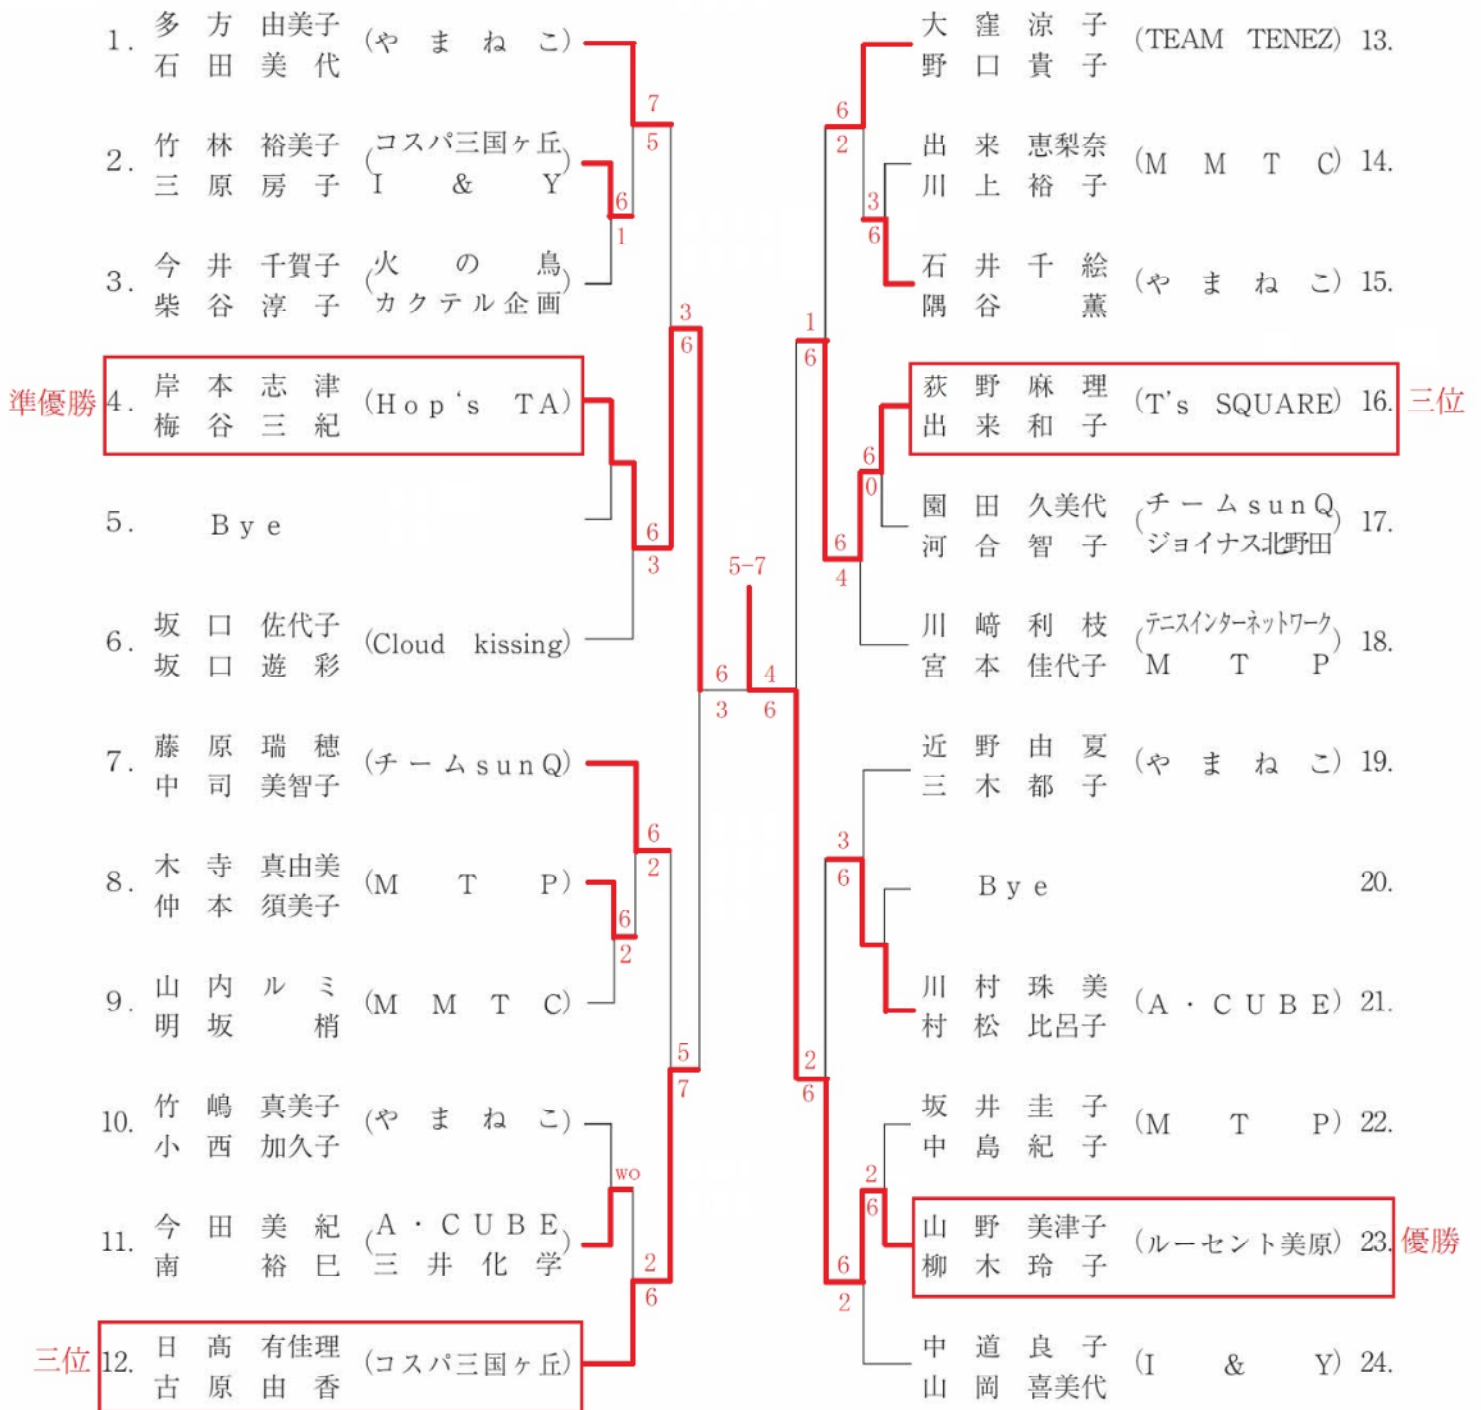 1. 多方 由美子 (やまねこ)
石田 美代
7
5
2. 竹林 裕美子 (コスパ三国ヶ丘
三原 房子 I & Y)
6
1
3. 今井 千賀子 (火の鳥
柴谷 淳子 カクテル企画)
3
6
準優勝 4. 岸本 志津 (Hop's TA)
梅谷 三紀
5. Bye
6
3
6. 坂口 佐代子 (Cloud kissing)
坂口 遊彩
6
3
7. 藤原 瑞穂 (チームsunQ)
中司 美智子
6
2
8. 木寺 真由美 (MTP)
仲本 須美子
6
2
9. 山内 ルミ (MMTC)
明坂 梢
5
7
10. 竹嶋 真美子 (やまねこ)
小西 加久子
wo
11. 今田 美紀 (A・CUBE
南 裕巳 三井化学)
2
6
三位 12. 日髙 有佳理 (コスパ三国ヶ丘)
古原 由香
5-7
4
6
大窪 涼子 (TEAM TENEZ) 13.
野口 貴子
6
2
出来 恵梨奈 (MMTC) 14.
川上 裕子
3
6
石井 千絵 (やまねこ) 15.
隅谷 薫
1
6
荻野 麻理 (T's SQUARE) 16. 三位
出来 和子
6
0
園田 久美代 (チームsunQ
河合 智子 ジョイナス北野田) 17.
6
4
川﨑 利枝 (テニスインターネットワーク
宮本 佳代子 MTP) 18.
近野 由夏 (やまねこ) 19.
三木 都子
3
6
Bye 20.
川村 珠美 (A・CUBE) 21.
村松 比呂子
2
6
坂井 圭子 (MTP) 22.
中島 紀子
2
6
山野 美津子 (ルーセント美原) 23. 優勝
柳木 玲子
6
2
中道 良子 (I & Y) 24.
山岡 喜美代